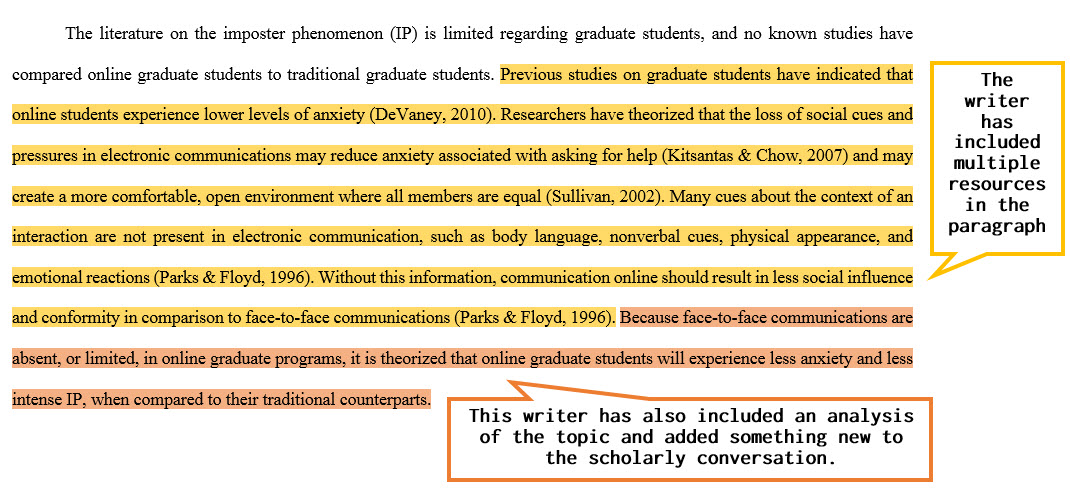 The literature on the imposter phenomenon (IP) is limited regarding graduate students, and no known studies have
compared online graduate students to traditional graduate students. Previous studies on graduate students have indicated that
online students experience lower levels of anxiety (DeVaney, 2010). Researchers have theorized that the loss of social cues and
pressures in electronic communications may reduce anxiety associated with asking for help (Kitsantas & Chow, 2007) and may
create a more comfortable, open environment where all members are equal (Sullivan, 2002). Many cues about the context of an
interaction are not present in electronic communication, such as body language, nonverbal cues, physical appearance, and
emotional reactions (Parks & Floyd, 1996). Without this information, communication online should result in less social influence
and conformity in comparison to face-to-face communications (Parks & Floyd, 1996). Because face-to-face communications are
absent, or limited, in online graduate programs, it is theorized that online graduate students will experience less anxiety and less
intense IP, when compared to their traditional counterparts.
The
writer
has
included
multiple
resources
in the
paragraph
This writer has also included an analysis
of the topic and added something new to
the scholarly conversation.